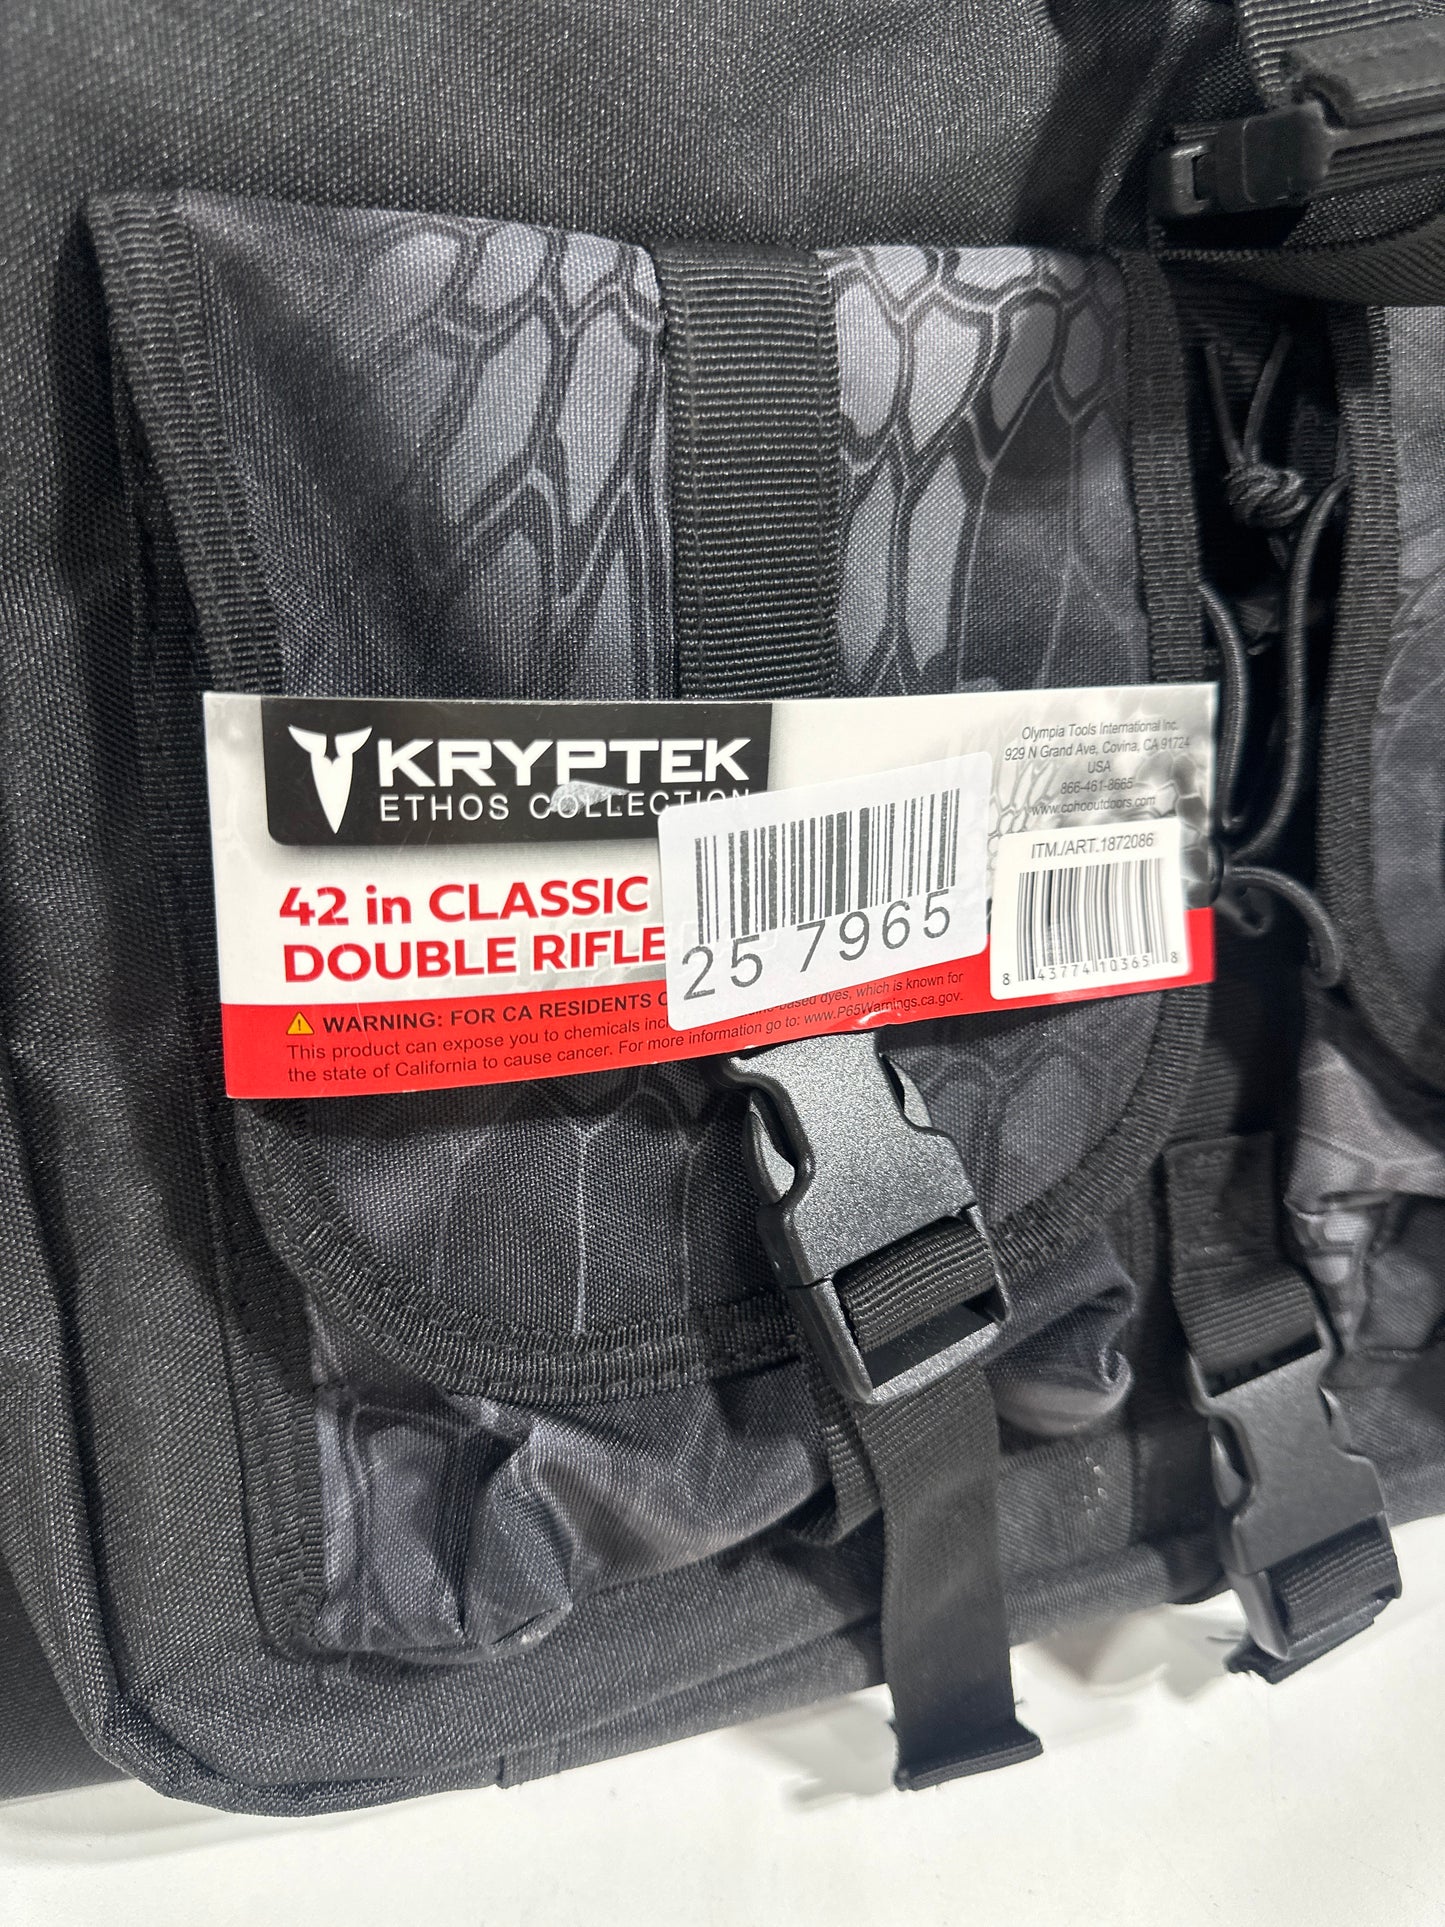 KRYPTEK
ETHOS COLLECTION
42 in CLASSIC
DOUBLE RIFLE
25 7965
Olympia Tools International Inc.
929 N Grand Ave, Covina, CA 91724
USA
866-461-8665
www.cohooutdoors.com
ITM./ART.1872086
8 43774 10365 8
WARNING: FOR CA RESIDENTS
This product can expose you to chemicals -based dyes, which is known for
the state of California to cause cancer. For more information go to: www.P65Warnings.ca.gov.